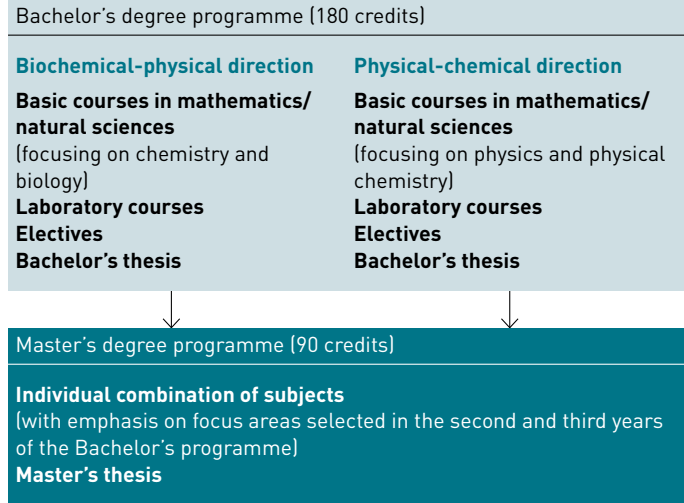 Bachelor's degree programme (180 credits)
Biochemical-physical direction
Basic courses in mathematics/
natural sciences
(focusing on chemistry and
biology)
Laboratory courses
Electives
Bachelor's thesis
Physical-chemical direction
Basic courses in mathematics/
natural sciences
(focusing on physics and physical
chemistry)
Laboratory courses
Electives
Bachelor's thesis
Master's degree programme (90 credits)
Individual combination of subjects
(with emphasis on focus areas selected in the second and third years
of the Bachelor's programme)
Master's thesis